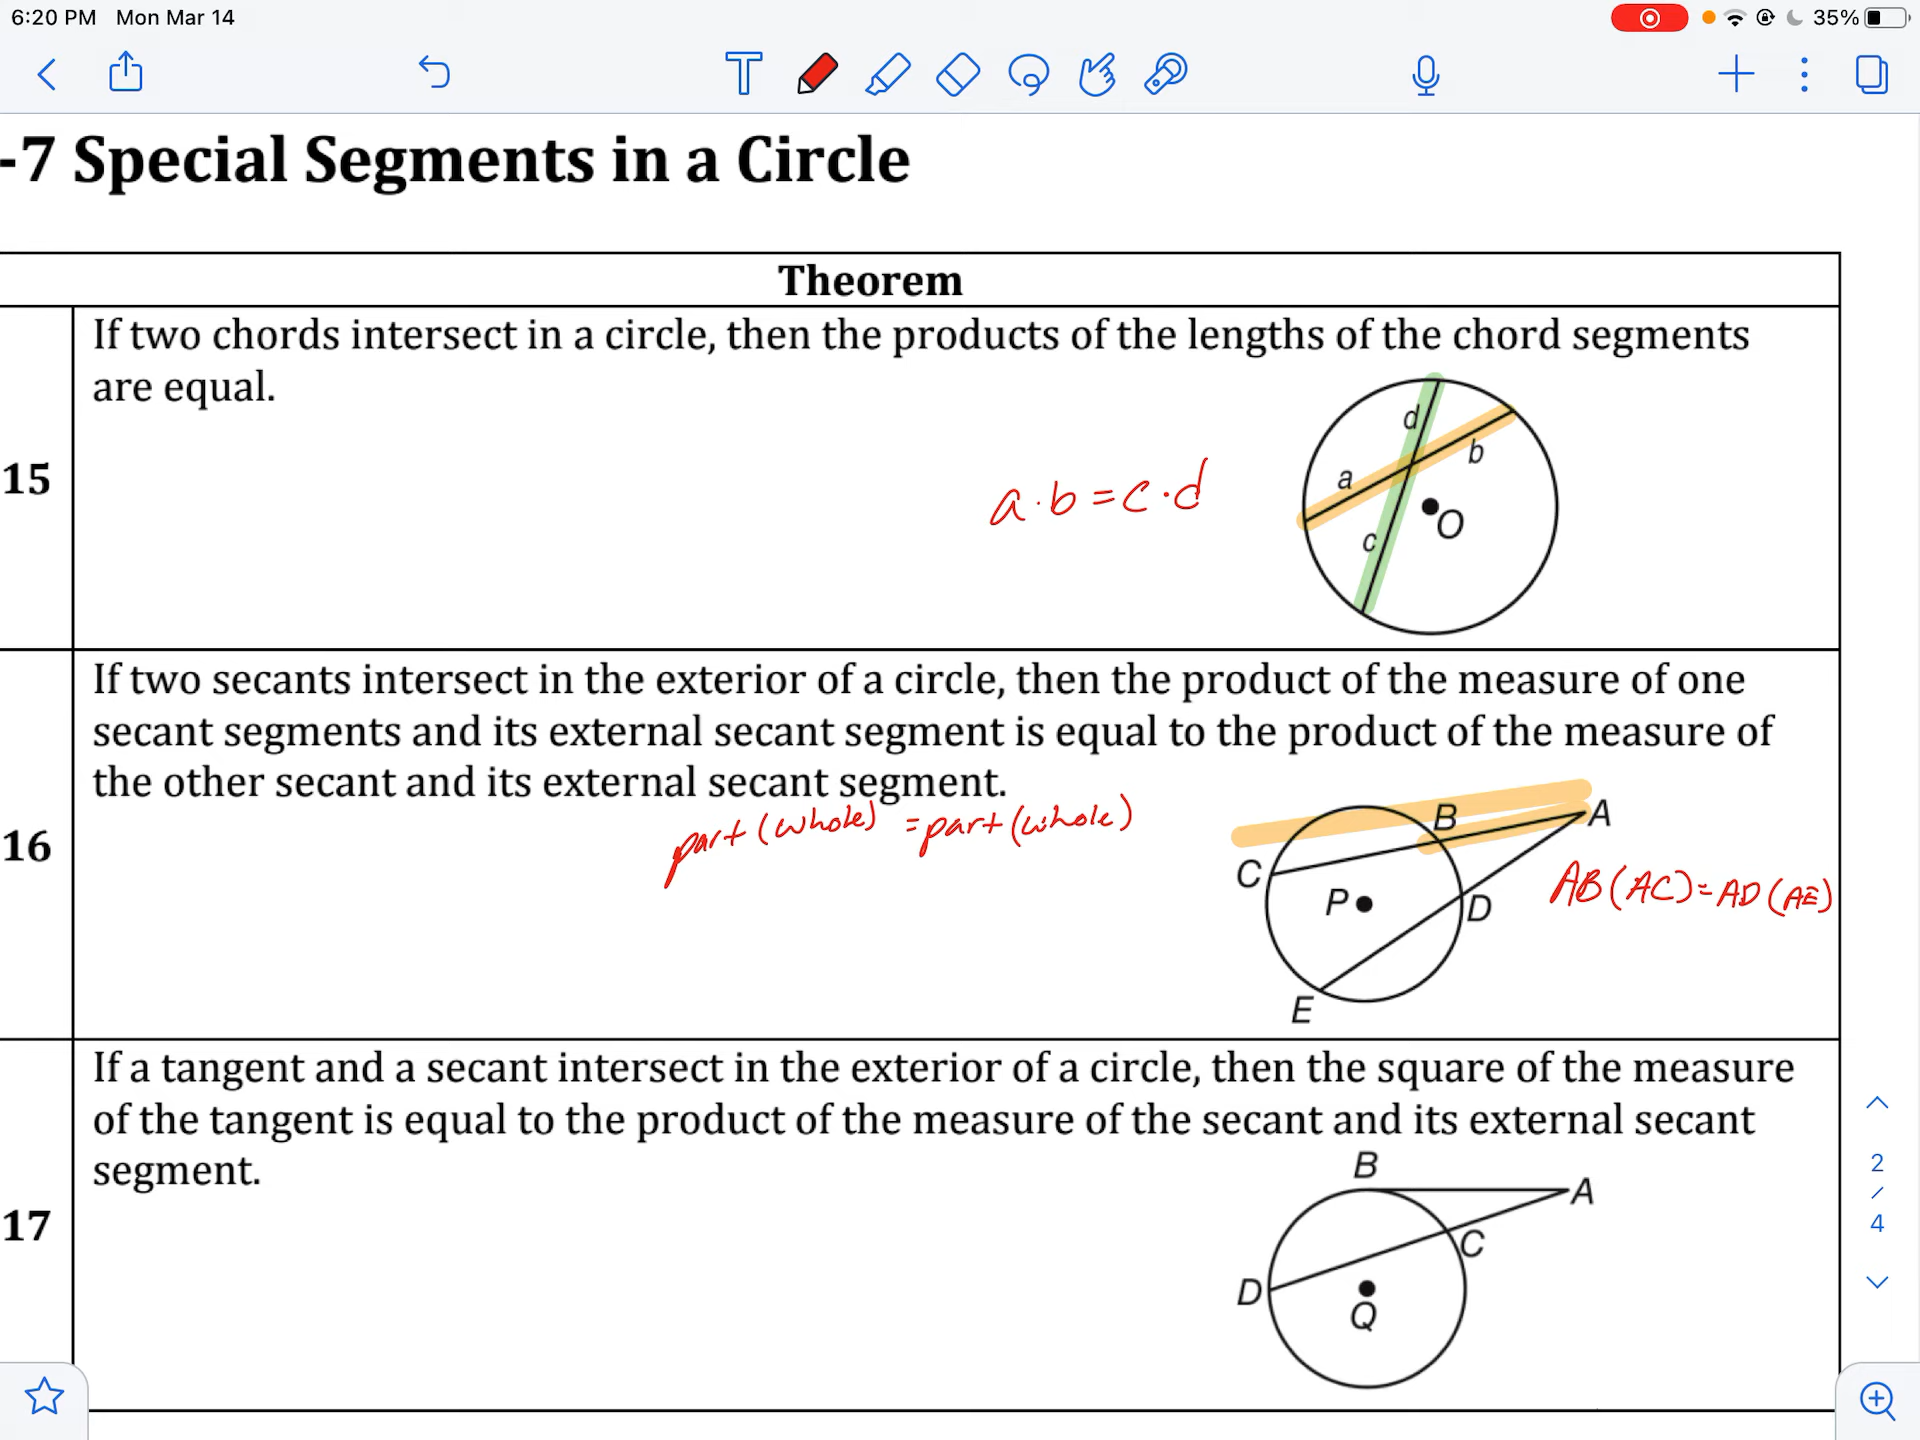 6:20 PM Mon Mar 14
35%
T
-7 Special Segments in a Circle
Theorem
If two chords intersect in a circle, then the products of the lengths of the chord segments
are equal.
15
a·b=c·d
d
b
a
c
O
If two secants intersect in the exterior of a circle, then the product of the measure of one
secant segments and its external secant segment is equal to the product of the measure of
the other secant and its external secant segment.
16
part(whole) = part(whole)
B
A
C
P
D
E
AB(AC)=AD(AE)
If a tangent and a secant intersect in the exterior of a circle, then the square of the measure
of the tangent is equal to the product of the measure of the secant and its external secant
segment.
17
B
A
C
D
Q
2
/
4